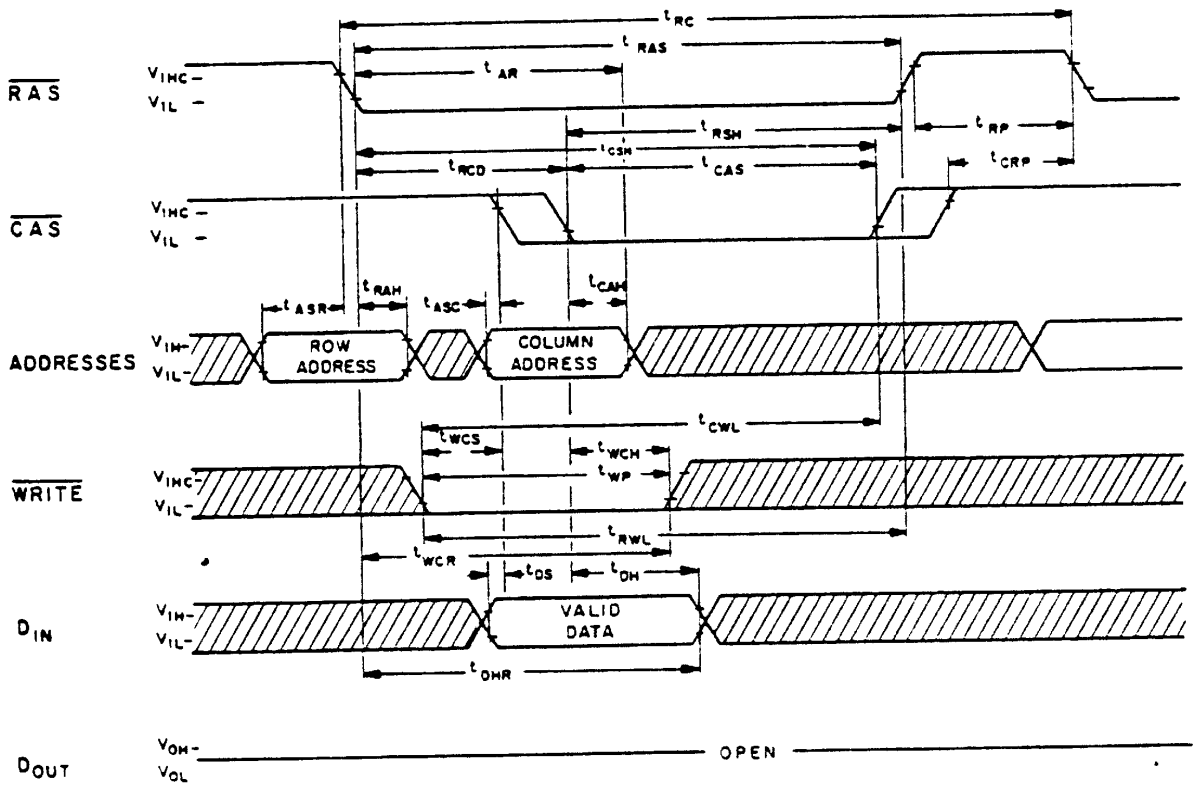 tRC
tRAS
tAR
RAS
VIHC
VIL
tRSH
tRP
tCSH
tRCD
tCAS
tCRP
CAS
VIHC
VIL
tASR
tRAH
tASC
tCAH
ADDRESSES
VIH
VIL
ROW
ADDRESS
COLUMN
ADDRESS
tCWL
tWCS
tWCH
tWP
WRITE
VIHC
VIL
tRWL
tWCR
tDS
tDH
DIN
VIH
VIL
VALID
DATA
tDHR
DOUT
VOH
VOL
OPEN